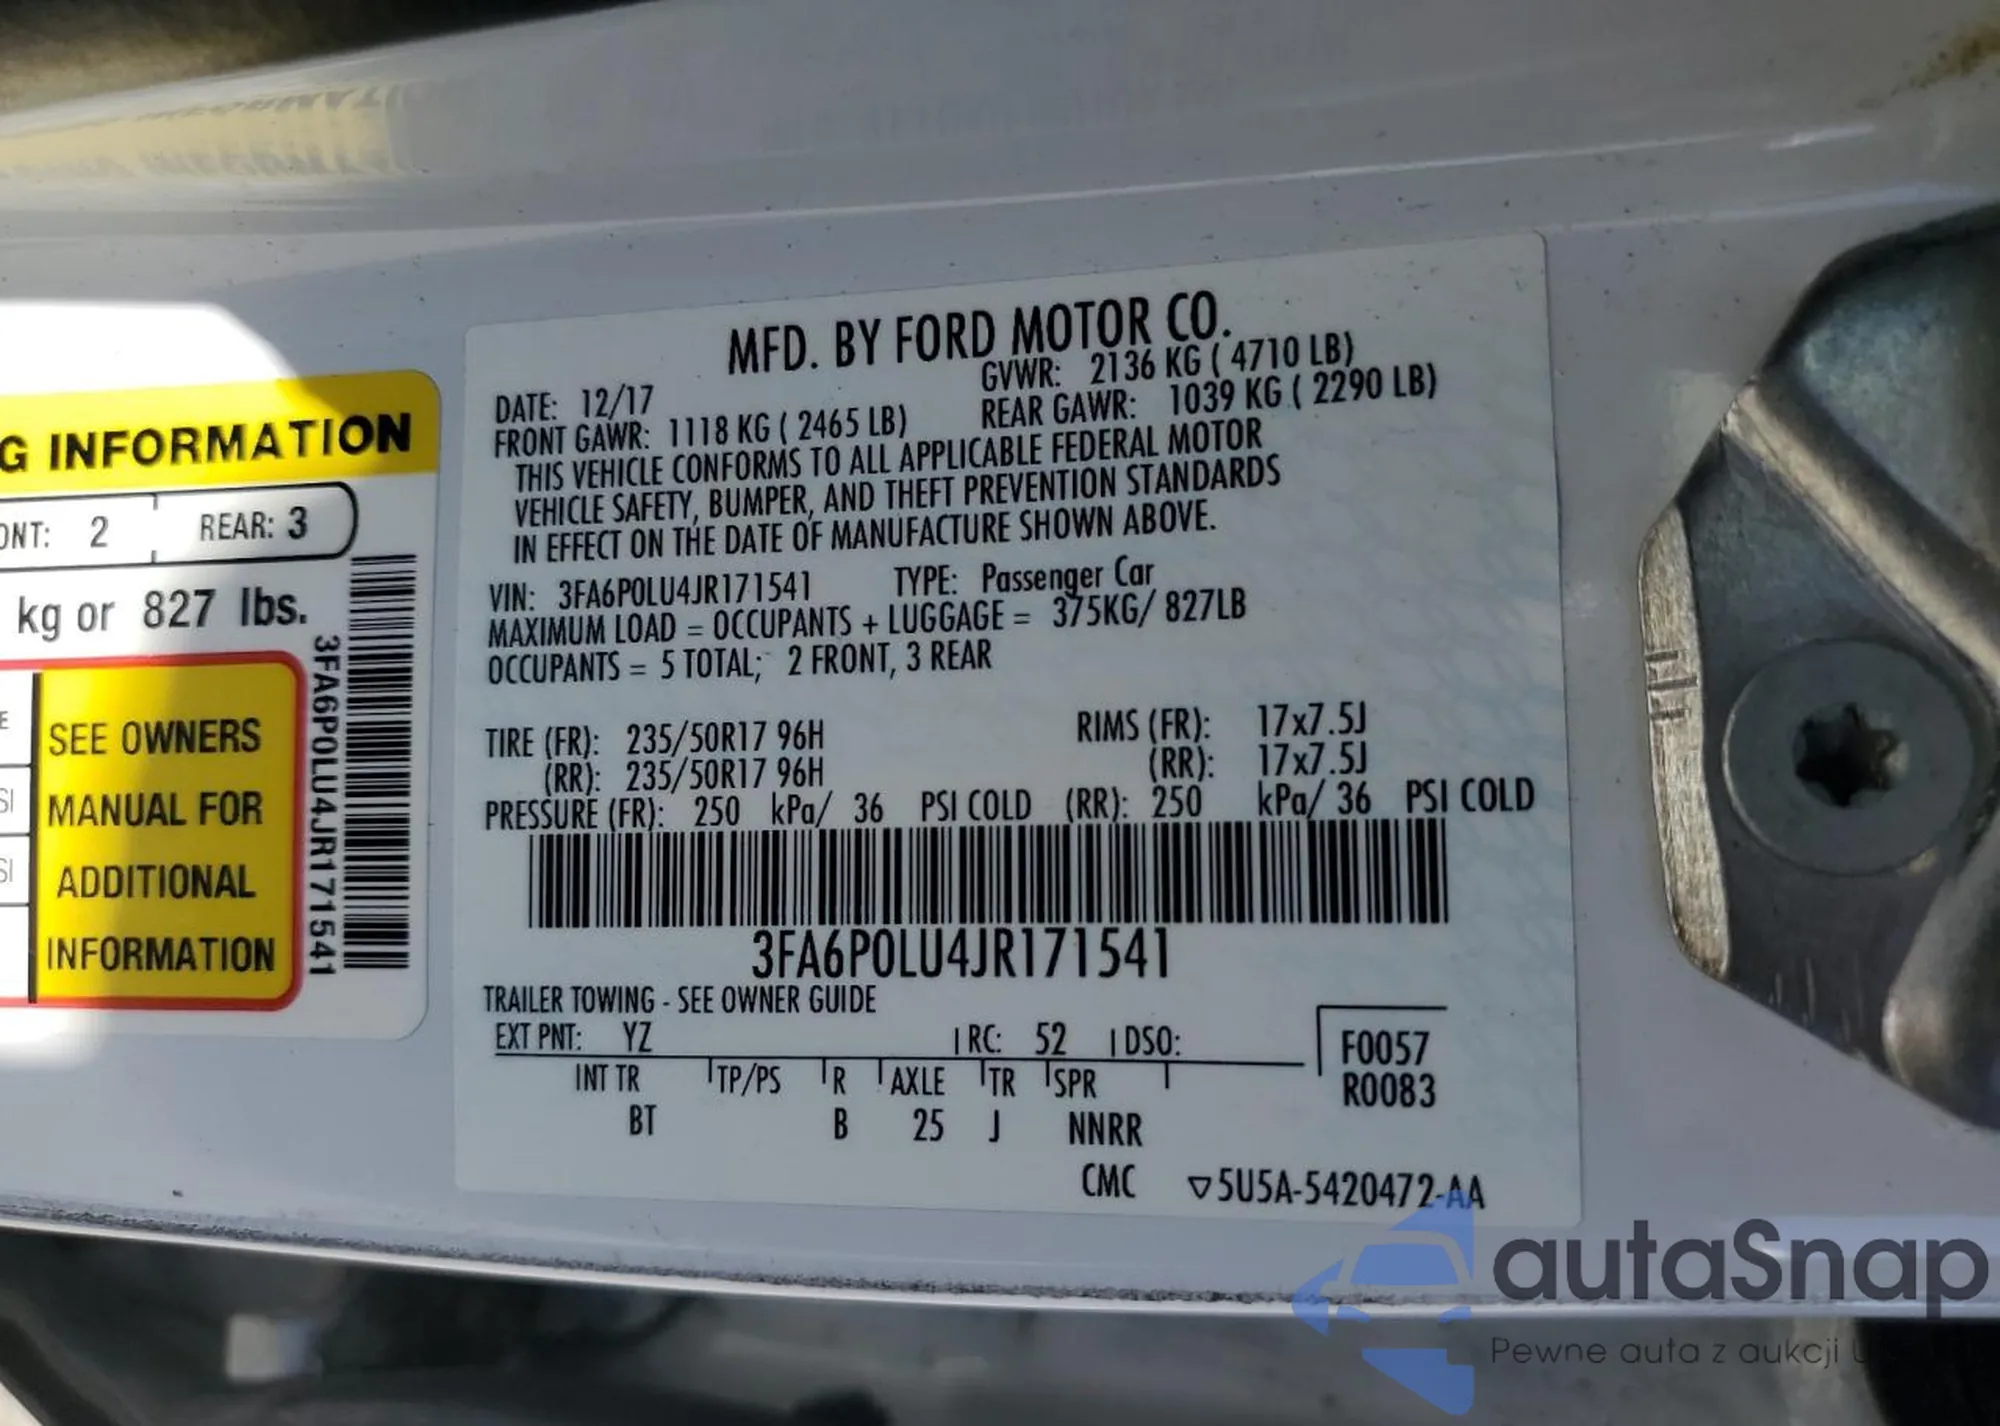 G INFORMATION
ONT: 2
REAR: 3
kg or 827 lbs.
SEE OWNERS
MANUAL FOR
ADDITIONAL
INFORMATION
3FA6P0LU4JR171541
MFD. BY FORD MOTOR CO.
DATE: 12/17
GVWR: 2136 KG ( 4710 LB)
FRONT GAWR: 1118 KG ( 2465 LB)
REAR GAWR: 1039 KG ( 2290 LB)
THIS VEHICLE CONFORMS TO ALL APPLICABLE FEDERAL MOTOR
VEHICLE SAFETY, BUMPER, AND THEFT PREVENTION STANDARDS
IN EFFECT ON THE DATE OF MANUFACTURE SHOWN ABOVE.
VIN: 3FA6P0LU4JR171541 TYPE: Passenger Car
MAXIMUM LOAD = OCCUPANTS + LUGGAGE = 375KG/ 827LB
OCCUPANTS = 5 TOTAL; 2 FRONT, 3 REAR
TIRE (FR): 235/50R17 96H RIMS (FR): 17x7.5J
(RR): 235/50R17 96H (RR): 17x7.5J
PRESSURE (FR): 250 kPa/ 36 PSI COLD (RR): 250 kPa/ 36 PSI COLD
3FA6P0LU4JR171541
TRAILER TOWING - SEE OWNER GUIDE
EXT PNT: YZ RC: 52 DSO:
INT TR TP/PS R AXLE TR SPR
BT B 25 J NNRR
F0057
R0083
CMC ▽5U5A-5420472-AA
autaSnap
Pewne auta z aukcji